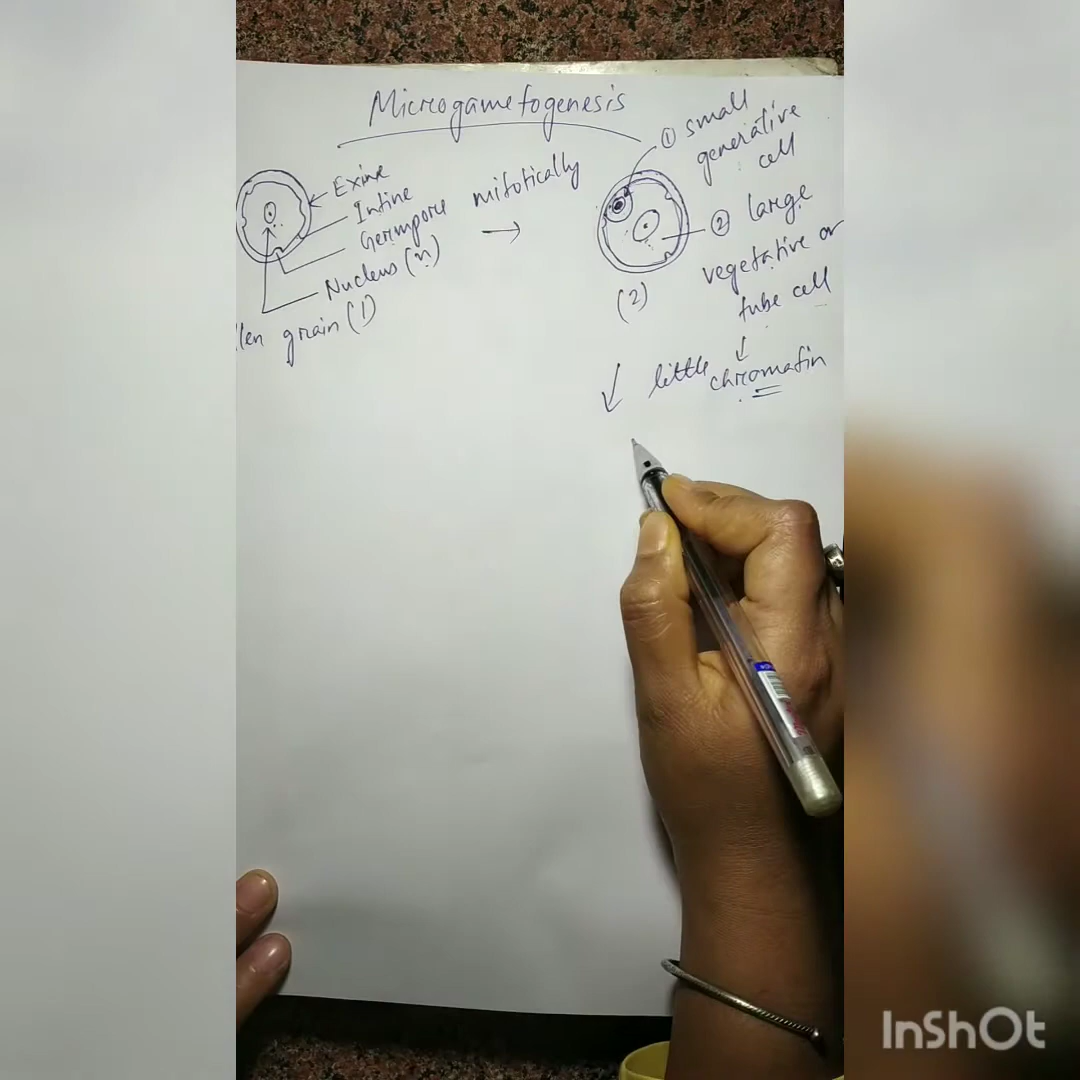 Microgametogenesis
Exine
Intine
Germpore
Nucleus (n)
llen grain (1)
mitotically
→
① small
generative
cell
② large
vegetative or
tube cell
(2)
↓
↓
little chromatin
InShOt